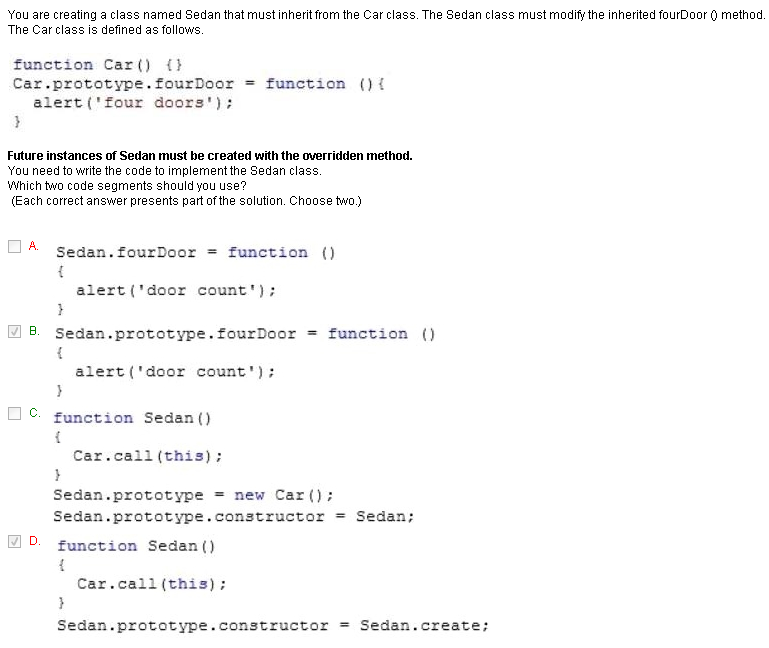 You are creating a class named Sedan that must inherit from the Car class. The Sedan class must modify the inherited fourDoor () method.
The Car class is defined as follows.
function Car() {}
Car.prototype.fourDoor = function (){
alert('four doors');
}
Future instances of Sedan must be created with the overridden method.
You need to write the code to implement the Sedan class.
Which two code segments should you use?
(Each correct answer presents part of the solution. Choose two.)
A. Sedan.fourDoor = function ()
{
alert('door count');
}
B. Sedan.prototype.fourDoor = function ()
{
alert('door count');
}
C. function Sedan()
{
Car.call(this);
}
Sedan.prototype = new Car();
Sedan.prototype.constructor = Sedan;
D. function Sedan()
{
Car.call(this);
}
Sedan.prototype.constructor = Sedan.create;